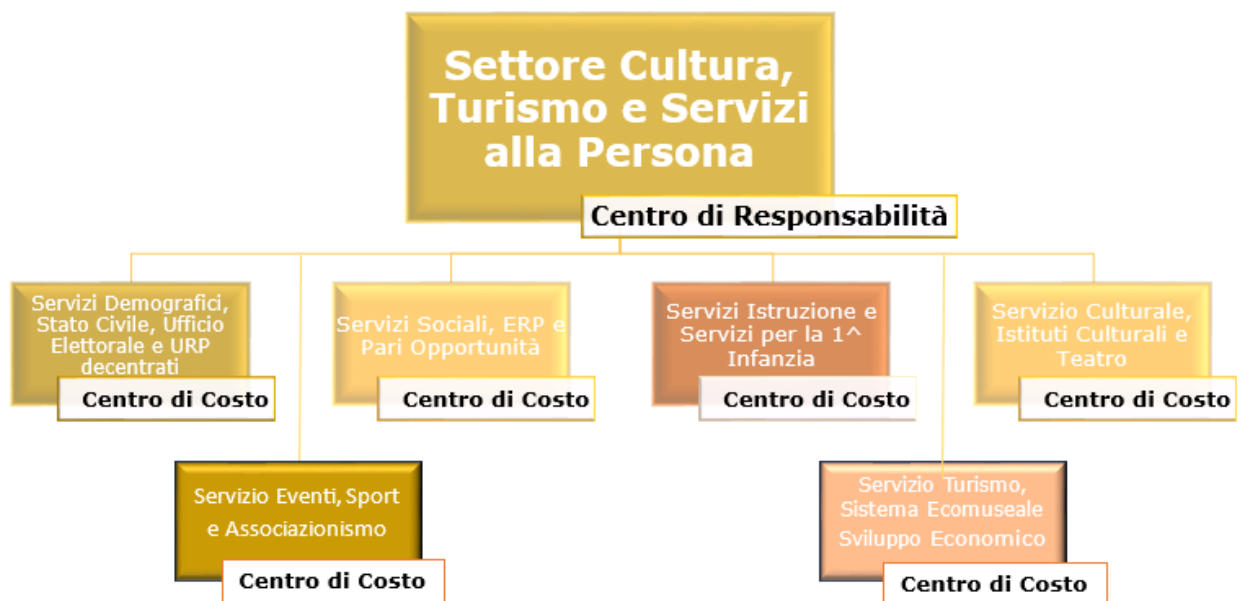 Settore Cultura,
Turismo e Servizi
alla Persona
Centro di Responsabilità
Servizi Demografici,
Stato Civile, Ufficio
Elettorale e URP
decentrati
Centro di Costo
Servizi Sociali, ERP e
Pari Opportunità
Centro di Costo
Servizi Istruzione e
Servizi per la 1^
Infanzia
Centro di Costo
Servizio Culturale,
Istituti Culturali e
Teatro
Centro di Costo
Servizio Eventi, Sport
e Associazionismo
Centro di Costo
Servizio Turismo,
Sistema Ecomuseale
Sviluppo Economico
Centro di Costo